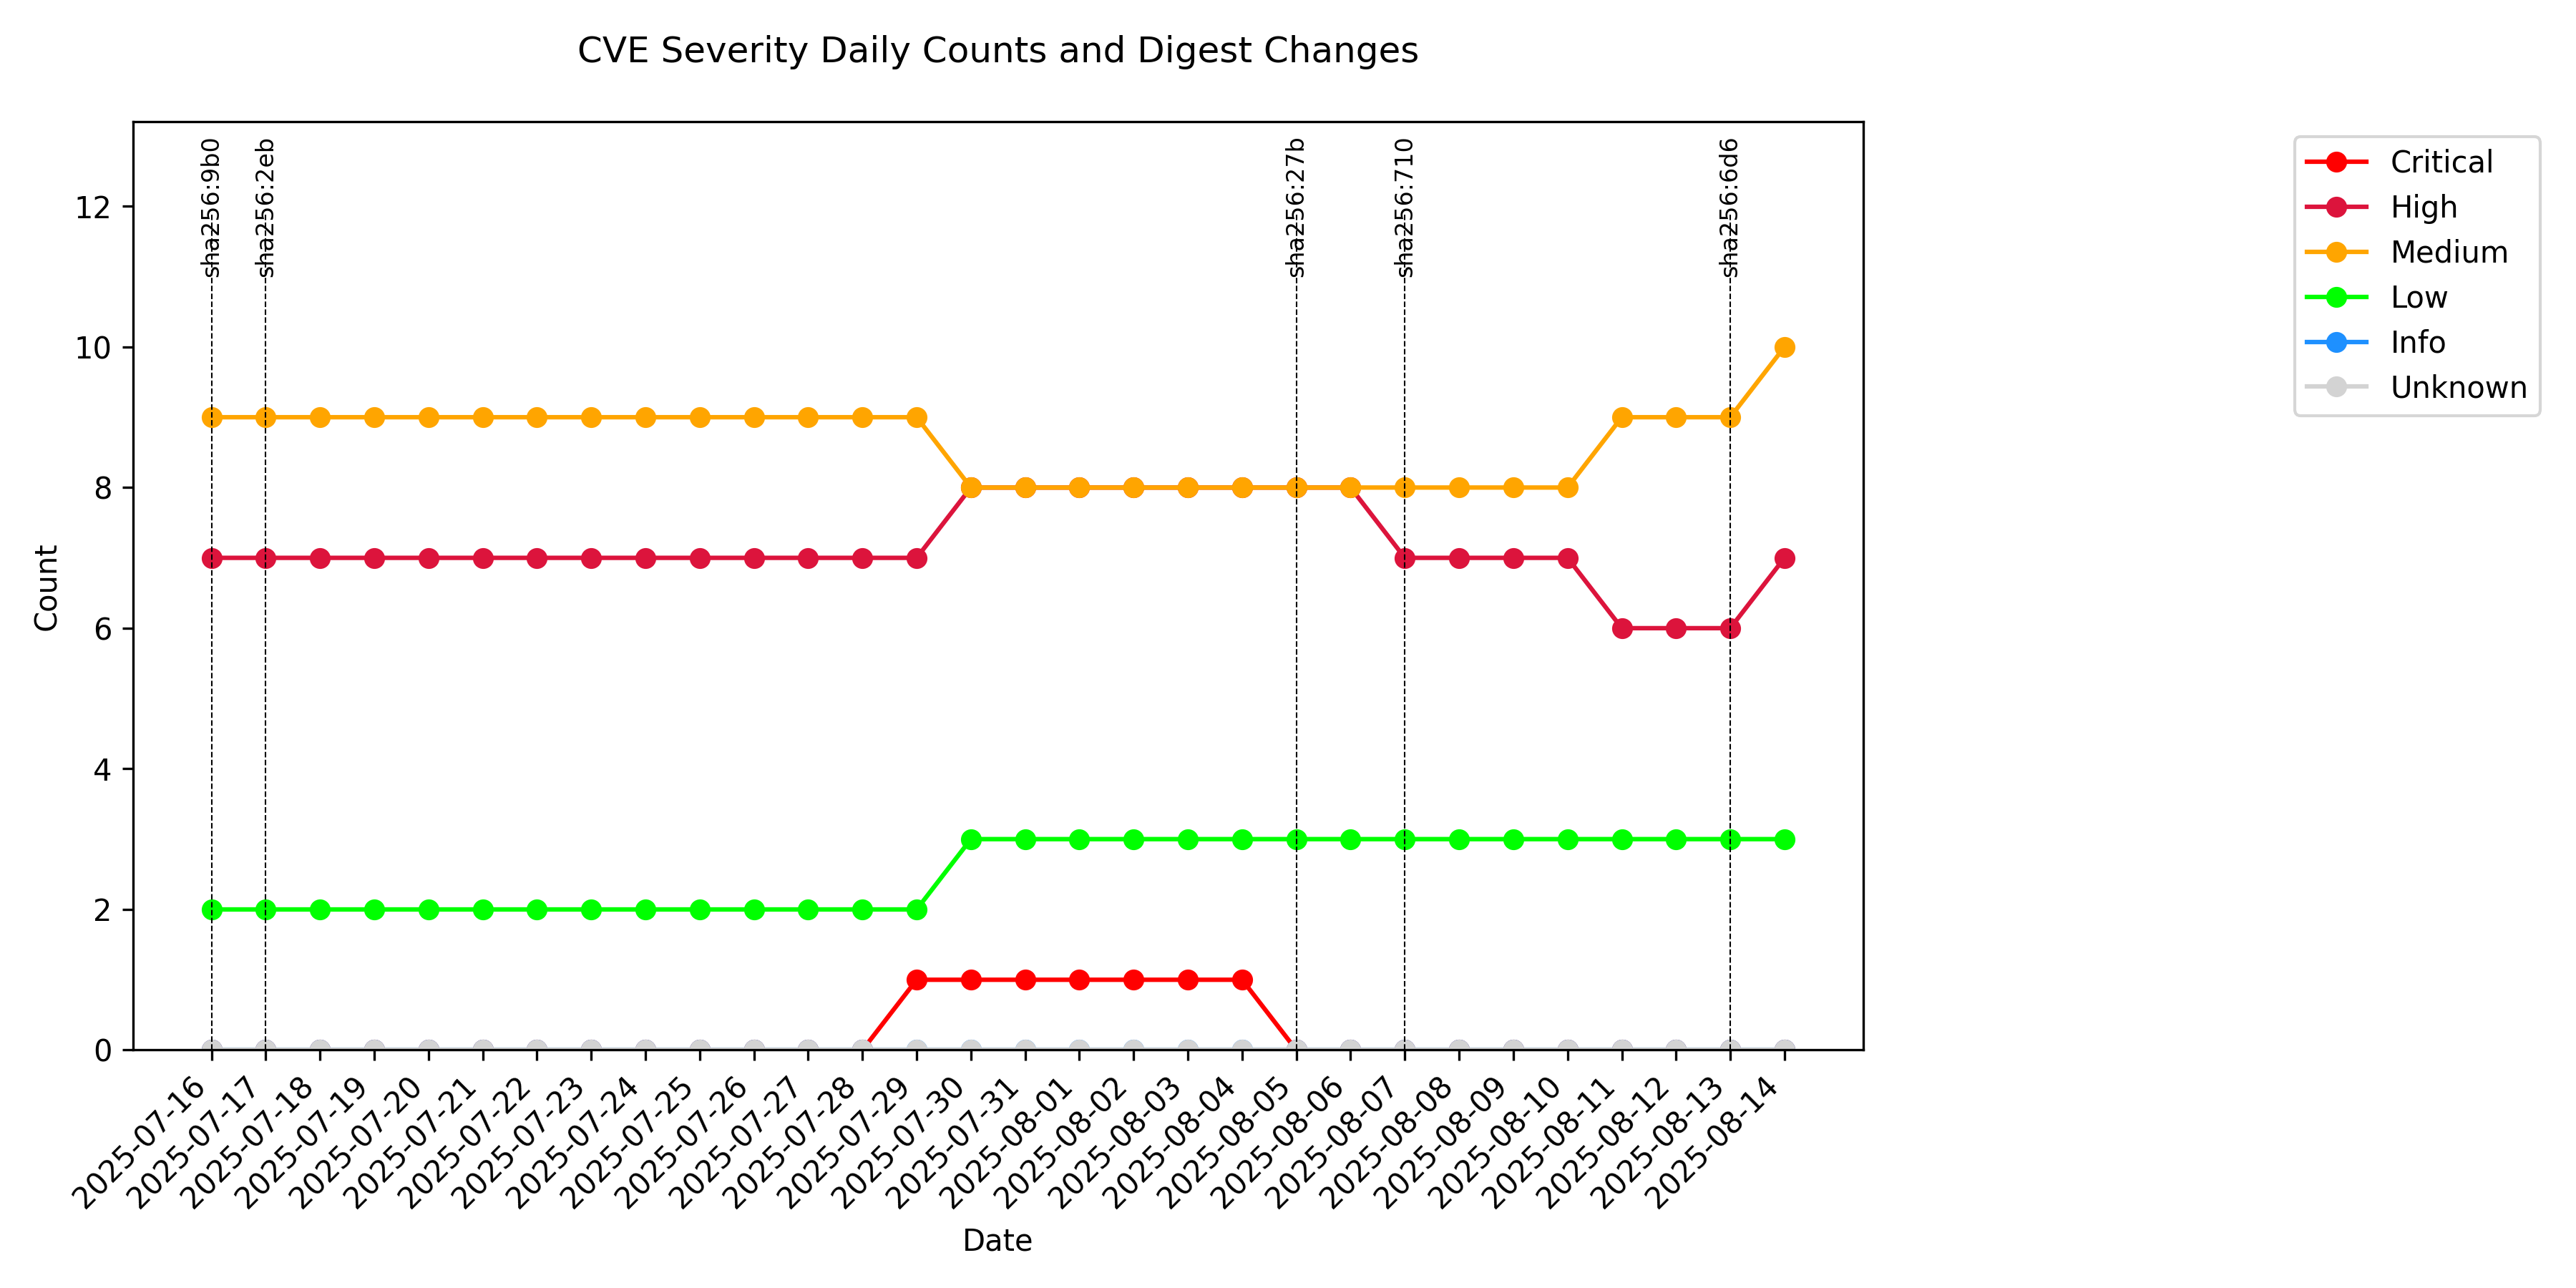 CVE Severity Daily Counts and Digest Changes
sha256:9b0
sha256:2eb
sha256:27b
sha256:710
sha256:6d6
Critical
High
Medium
Low
Info
Unknown
Count
12
10
8
6
4
2
0
2025-07-16
2025-07-17
2025-07-18
2025-07-19
2025-07-20
2025-07-21
2025-07-22
2025-07-23
2025-07-24
2025-07-25
2025-07-26
2025-07-27
2025-07-28
2025-07-29
2025-07-30
2025-07-31
2025-08-01
2025-08-02
2025-08-03
2025-08-04
2025-08-05
2025-08-06
2025-08-07
2025-08-08
2025-08-09
2025-08-10
2025-08-11
2025-08-12
2025-08-13
2025-08-14
Date